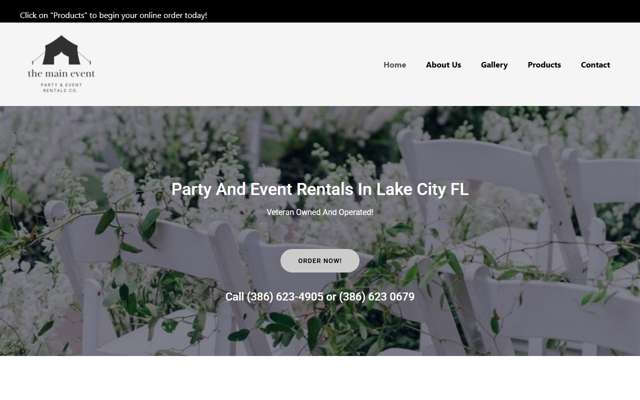 Click on "Products" to begin your online order today!
the main event
PARTY & EVENT
RENTALS CO.
Home
About Us
Gallery
Products
Contact
Party And Event Rentals In Lake City FL
Veteran Owned And Operated!
ORDER NOW!
Call (386) 623-4905 or (386) 623 0679